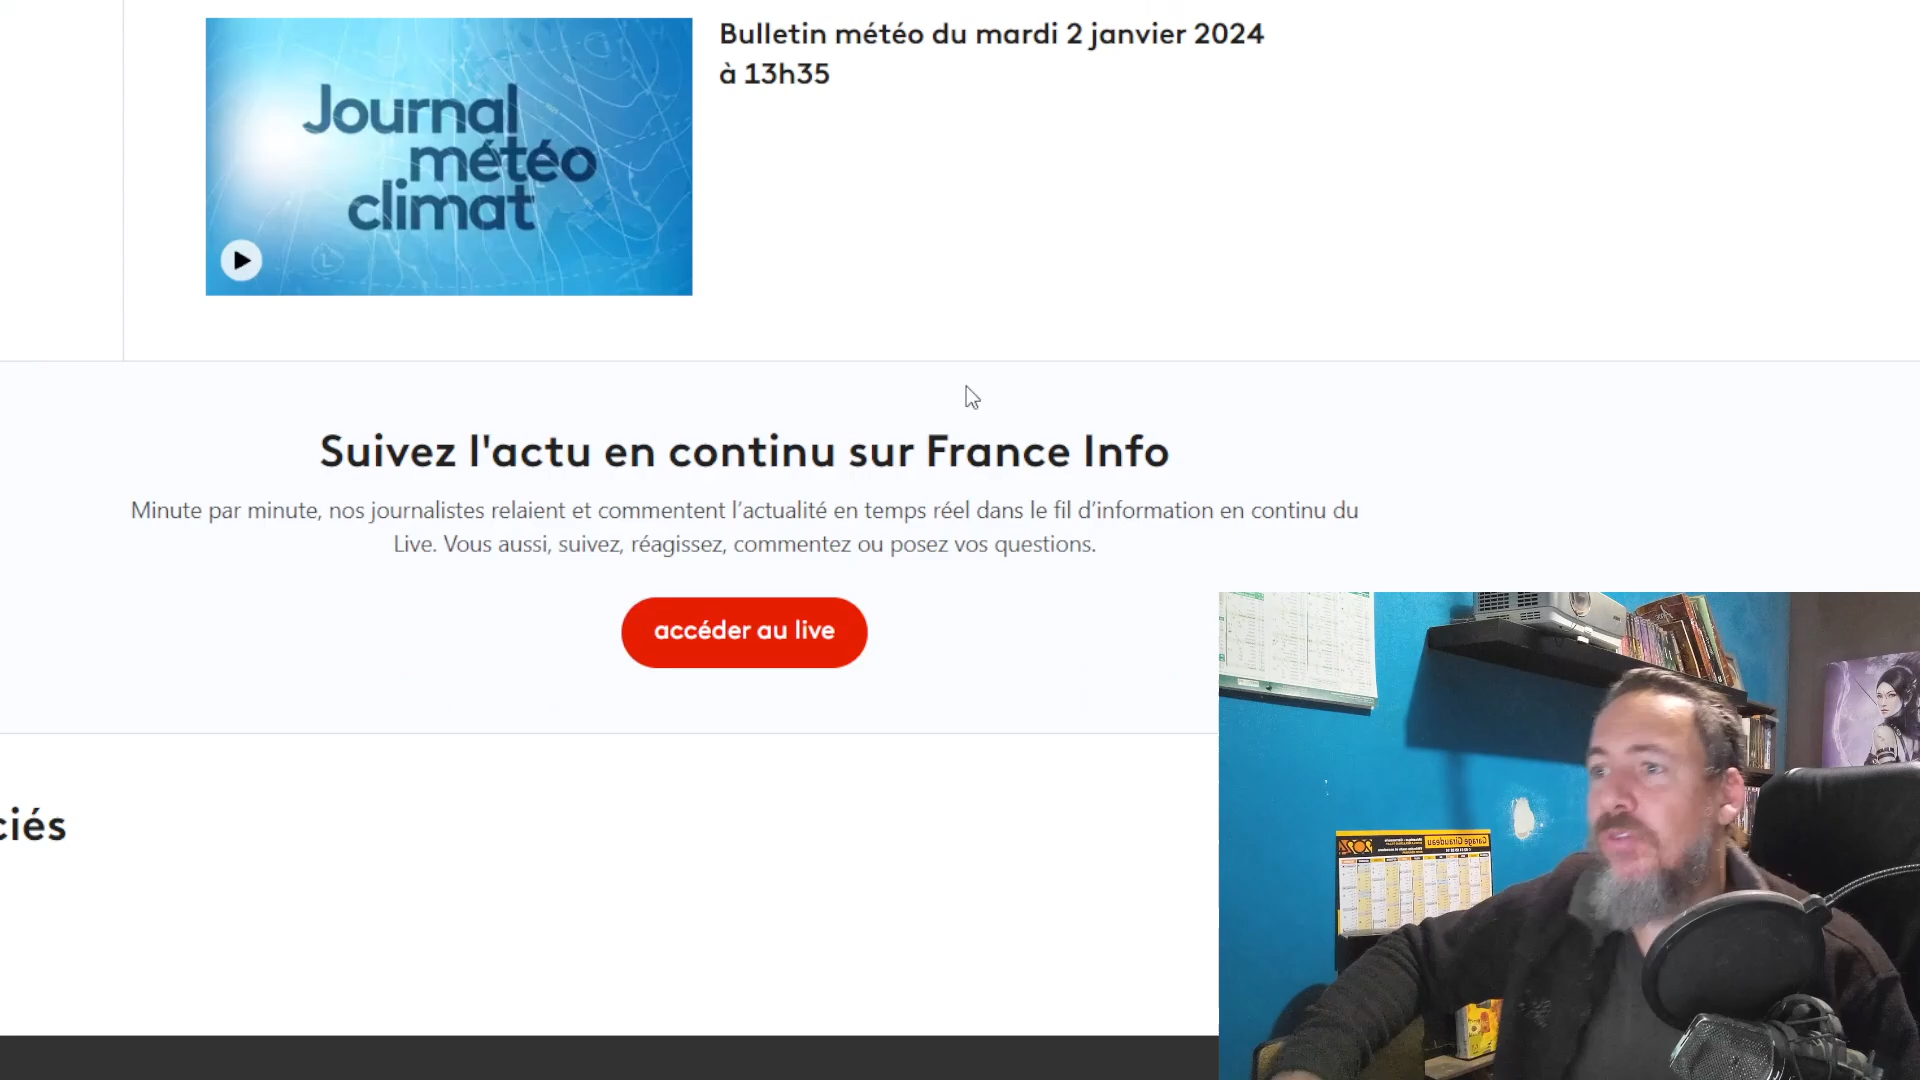 Journal
météo
climat
Bulletin météo du mardi 2 janvier 2024
à 13h35
Suivez l'actu en continu sur France Info
Minute par minute, nos journalistes relaient et commentent l’actualité en temps réel dans le fil d’information en continu du
Live. Vous aussi, suivez, réagissez, commentez ou posez vos questions.
accéder au live
ciés
Garage Giraudeau